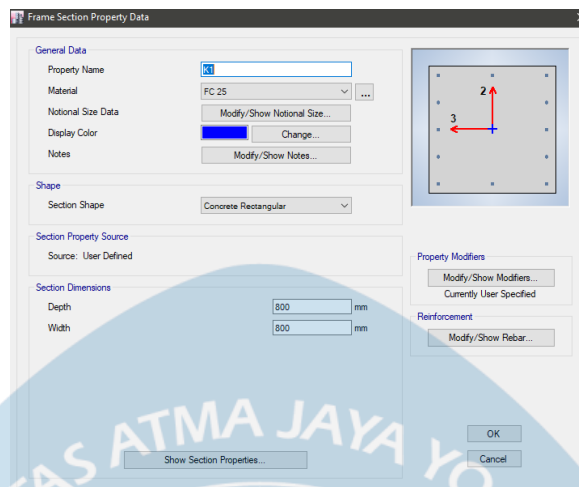 Frame Section Property Data
General Data
Property Name K1
Material FC 25 ...
Notional Size Data Modify/Show Notional Size...
Display Color Change...
Notes Modify/Show Notes...
2
3
Shape
Section Shape Concrete Rectangular
Section Property Source
Source: User Defined
Property Modifiers
Modify/Show Modifiers...
Currently User Specified
Section Dimensions
Depth 800 mm
Width 800 mm
Reinforcement
Modify/Show Rebar...
Show Section Properties...
OK
Cancel
TAS ATMA JAYA YO